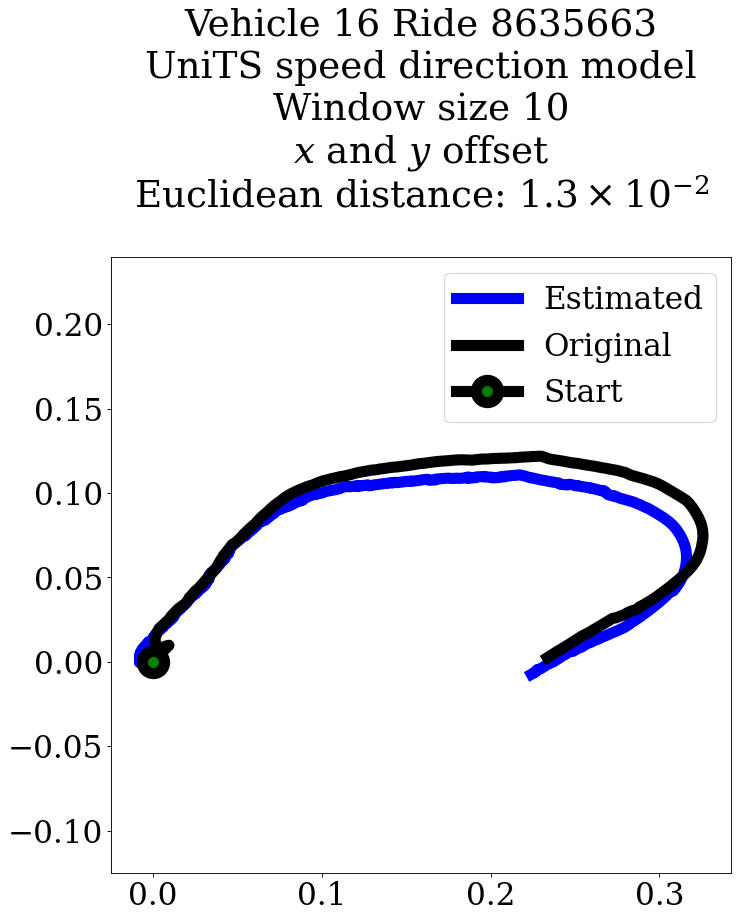 Vehicle 16 Ride 8635663
UniTS speed direction model
Window size 10
x and y offset
Euclidean distance: 1.3 × 10⁻²
Estimated
Original
Start
0.20
0.15
0.10
0.05
0.00
−0.05
−0.10
0.0 0.1 0.2 0.3